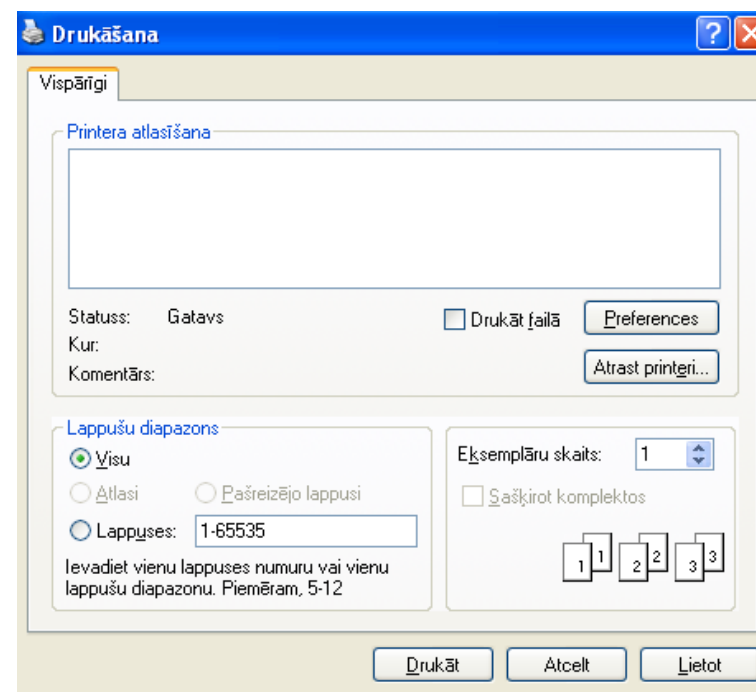 Drukāšana
Vispārīgi
Printera atlasīšana
Statuss: Gatavs
Drukāt failā
Preferences
Kur:
Komentārs:
Atrast printeri...
Lappušu diapazons
Visu
Atlasi
Pašreizējo lappusi
Lappuses: 1-65535
Ievadiet vienu lappuses numuru vai vienu
lappušu diapazonu. Piemēram, 5-12
Eksemplāru skaits: 1
Sašķirot komplektos
1 1 2 2 3 3
Drukāt
Atcelt
Lietot